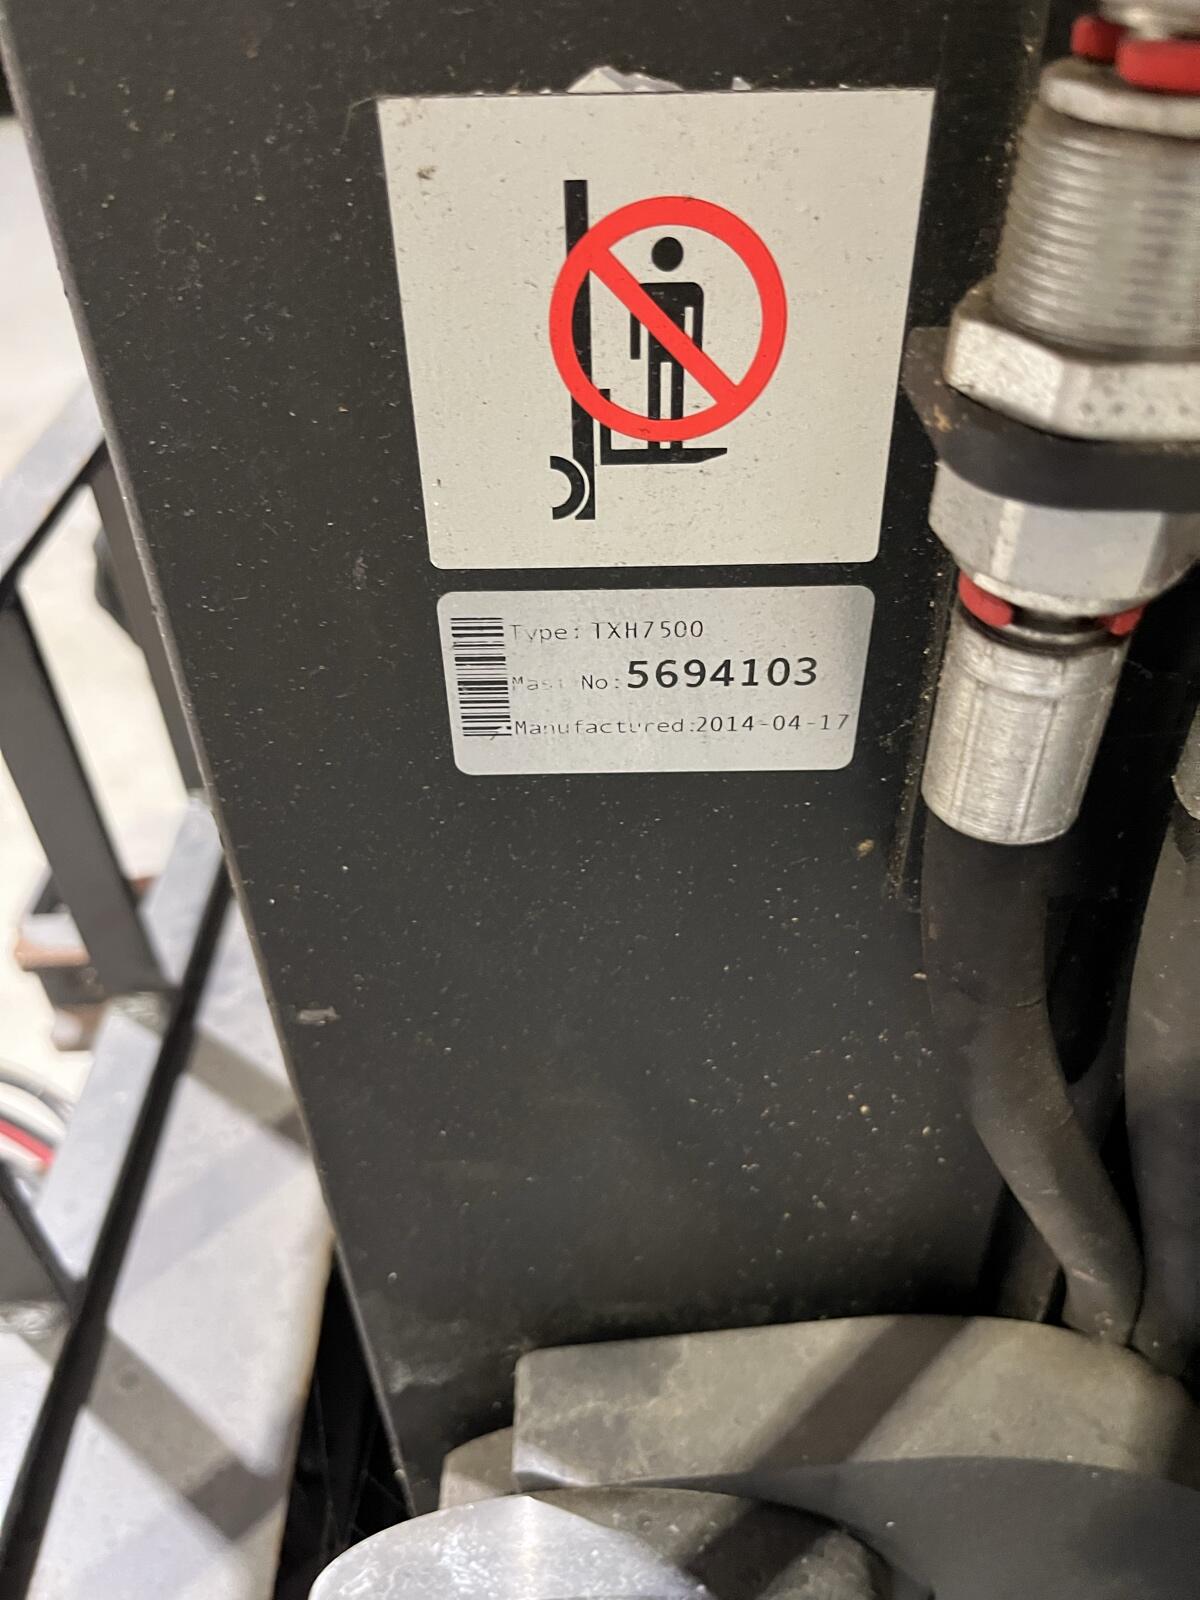 Type: TXH7500
Mast No: 5694103
Manufactured:2014-04-17